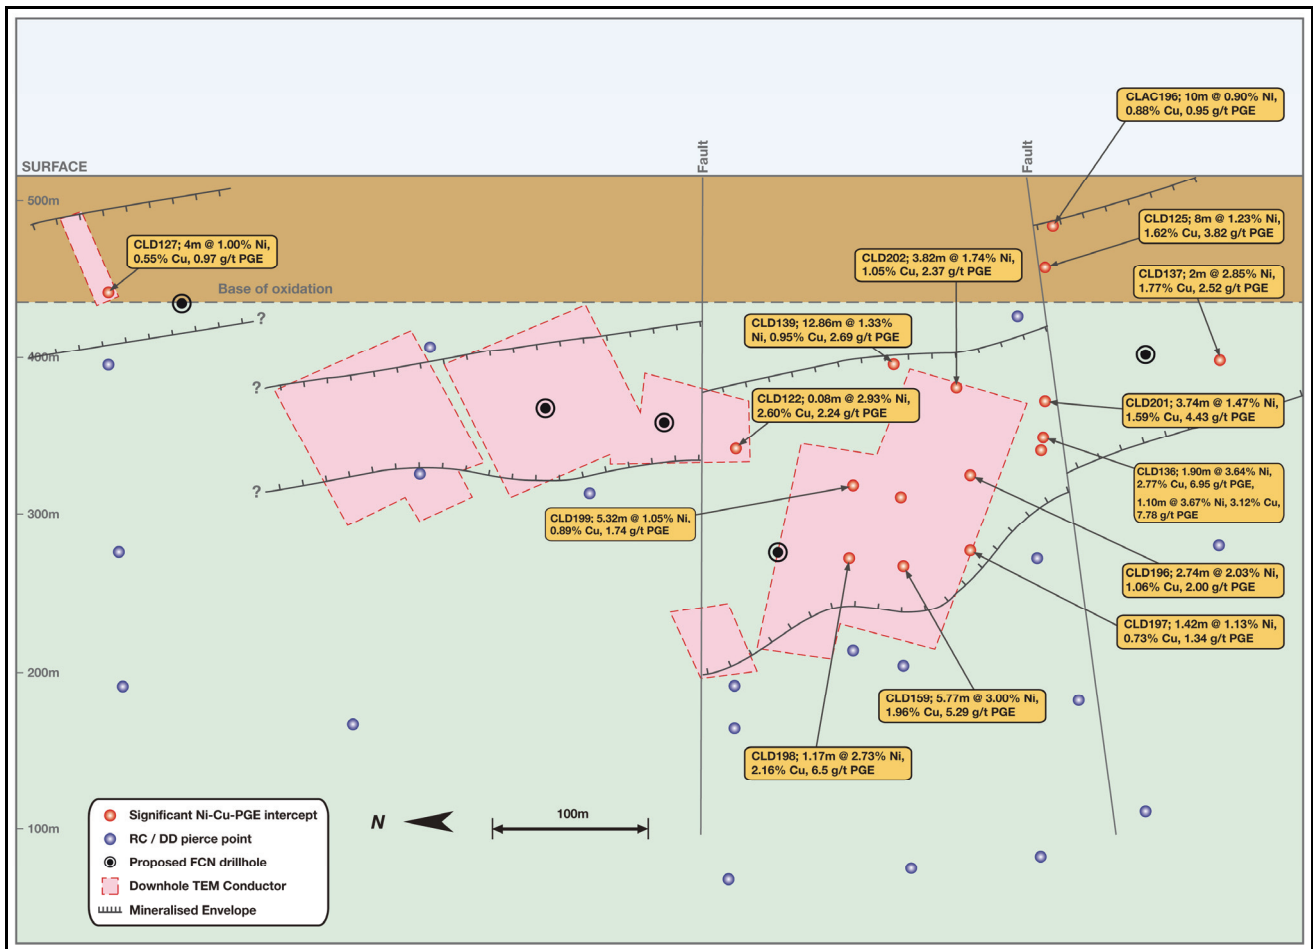 CLAC196; 10m @ 0.90% Ni,
0.88% Cu, 0.95 g/t PGE
Fault
Fault
SURFACE
500m
CLD125; 8m @ 1.23% Ni,
1.62% Cu, 3.82 g/t PGE
CLD127; 4m @ 1.00% Ni,
0.55% Cu, 0.97 g/t PGE
CLD202; 3.82m @ 1.74% Ni,
1.05% Cu, 2.37 g/t PGE
CLD137; 2m @ 2.85% Ni,
1.77% Cu, 2.52 g/t PGE
Base of oxidation
?
CLD139; 12.86m @ 1.33%
Ni, 0.95% Cu, 2.69 g/t PGE
400m
?
CLD122; 0.08m @ 2.93% Ni,
2.60% Cu, 2.24 g/t PGE
CLD201; 3.74m @ 1.47% Ni,
1.59% Cu, 4.43 g/t PGE
CLD136; 1.90m @ 3.64% Ni,
2.77% Cu, 6.95 g/t PGE,
1.10m @ 3.67% Ni, 3.12% Cu,
7.78 g/t PGE
?
300m
CLD199; 5.32m @ 1.05% Ni,
0.89% Cu, 1.74 g/t PGE
CLD196; 2.74m @ 2.03% Ni,
1.06% Cu, 2.00 g/t PGE
CLD197; 1.42m @ 1.13% Ni,
0.73% Cu, 1.34 g/t PGE
200m
CLD159; 5.77m @ 3.00% Ni,
1.96% Cu, 5.29 g/t PGE
CLD198; 1.17m @ 2.73% Ni,
2.16% Cu, 6.5 g/t PGE
100m
N
100m
Significant Ni-Cu-PGE intercept
RC / DD pierce point
Proposed FCN drillhole
Downhole TEM Conductor
Mineralised Envelope